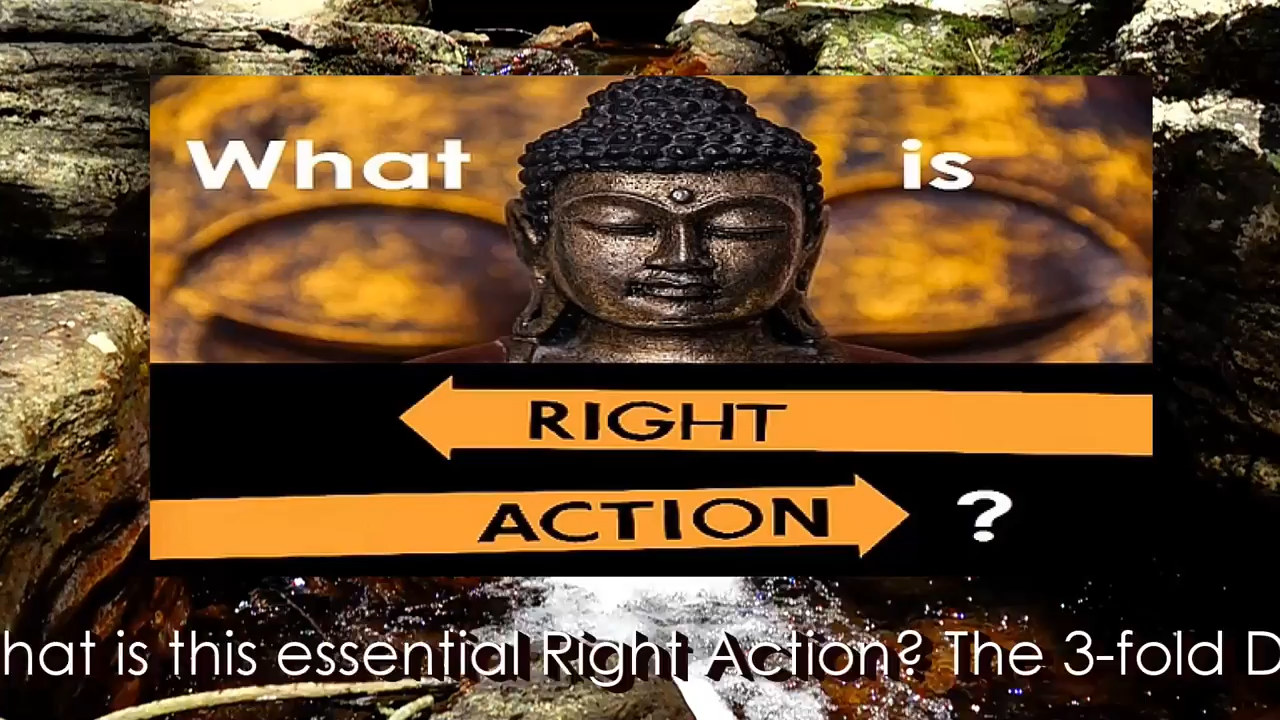 What is
RIGHT
ACTION ?
hat is this essential Right Action? The 3-fold D